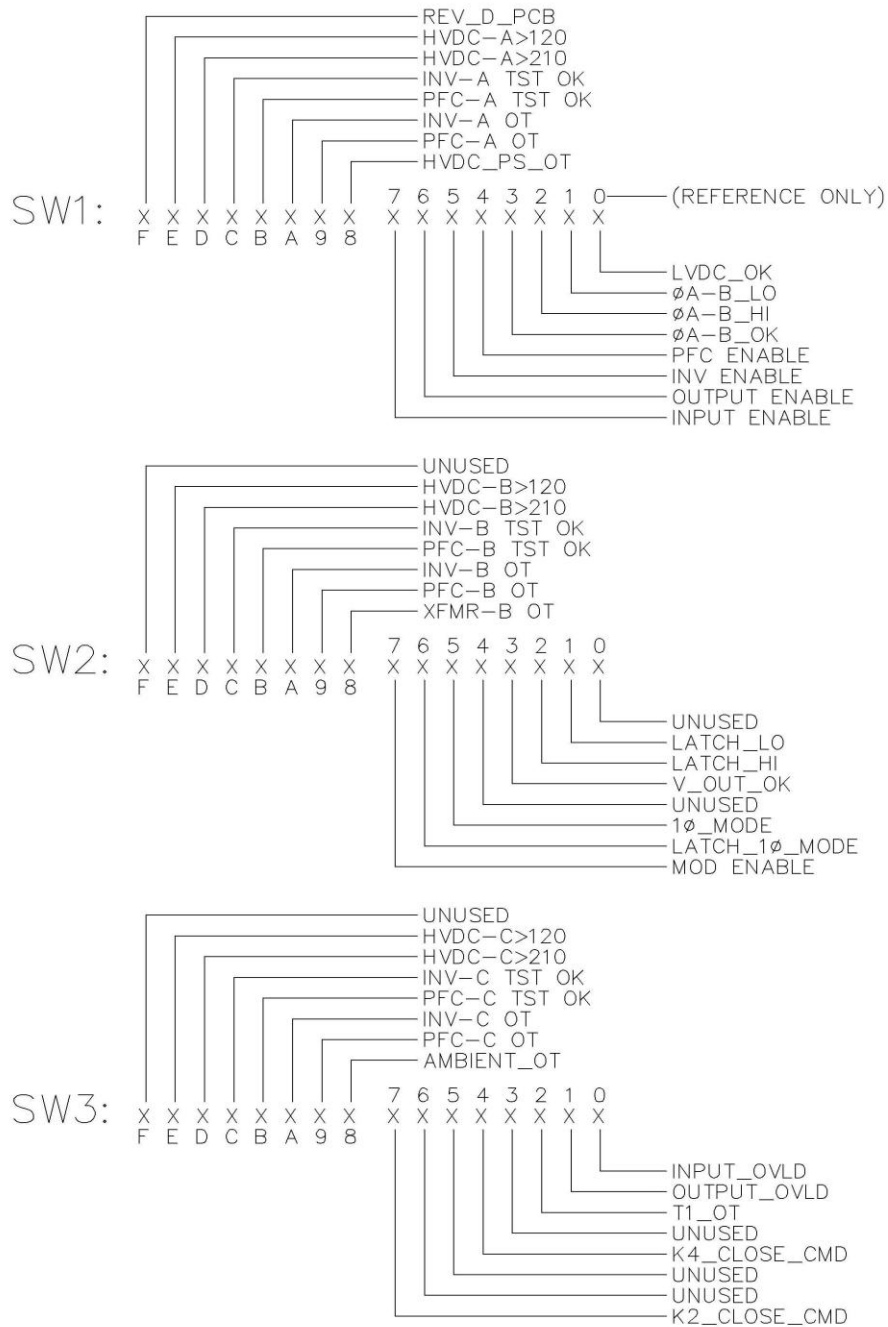 REV_D_PCB
HVDC-A>120
HVDC-A>210
INV-A TST OK
PFC-A TST OK
INV-A OT
PFC-A OT
HVDC_PS_OT
7 6 5 4 3 2 1 0 (REFERENCE ONLY)
SW1: X X X X X X X X X X X X X X X X
F E D C B A 9 8
LVDC_OK
ØA-B_LO
ØA-B_HI
ØA-B_OK
PFC ENABLE
INV ENABLE
OUTPUT ENABLE
INPUT ENABLE
UNUSED
HVDC-B>120
HVDC-B>210
INV-B TST OK
PFC-B TST OK
INV-B OT
PFC-B OT
XFMR-B OT
7 6 5 4 3 2 1 0
SW2: X X X X X X X X X X X X X X X X
F E D C B A 9 8
UNUSED
LATCH_LO
LATCH_HI
V_OUT_OK
UNUSED
1Ø_MODE
LATCH_1Ø_MODE
MOD ENABLE
UNUSED
HVDC-C>120
HVDC-C>210
INV-C TST OK
PFC-C TST OK
INV-C OT
PFC-C OT
AMBIENT_OT
7 6 5 4 3 2 1 0
SW3: X X X X X X X X X X X X X X X X
F E D C B A 9 8
INPUT_OVLD
OUTPUT_OVLD
T1_OT
UNUSED
K4_CLOSE_CMD
UNUSED
UNUSED
K2_CLOSE_CMD